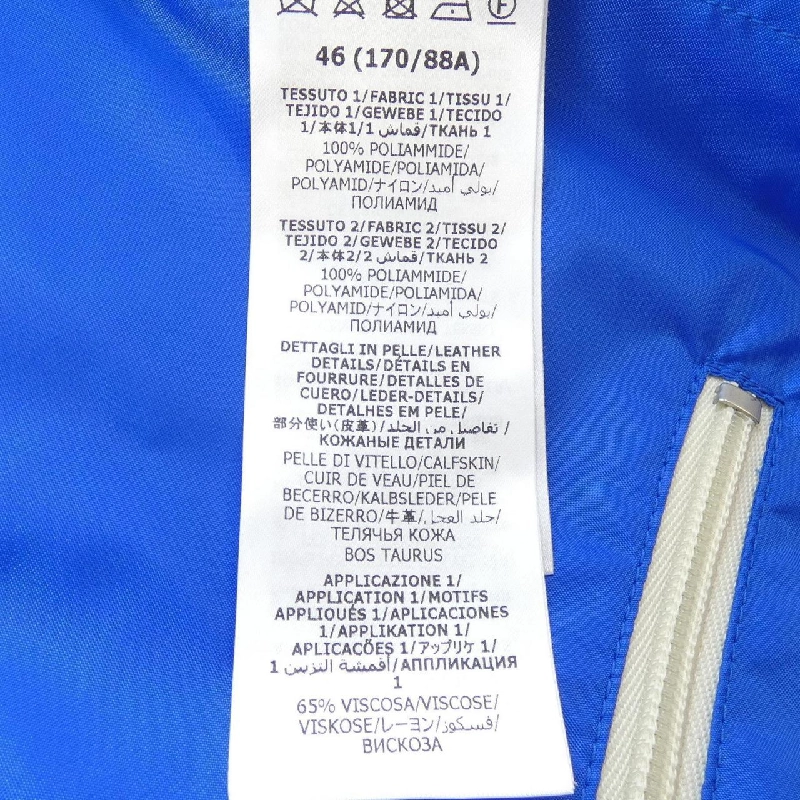 F
46 (170/88A)
TESSUTO 1/FABRIC 1/TISSU 1/
TEJIDO 1/GEWEBE 1/TECIDO
1/本体1/1 قماش/ТКАНЬ 1
100% POLIAMMIDE/
POLYAMIDE/POLIAMIDA/
POLYAMID/ナイロン/بولي أميد/
ПОЛИАМИД
TESSUTO 2/FABRIC 2/TISSU 2/
TEJIDO 2/GEWEBE 2/TECIDO
2/本体2/2 قماش/ТКАНЬ 2
100% POLIAMMIDE/
POLYAMIDE/POLIAMIDA/
POLYAMID/ナイロン/بولي أميد/
ПОЛИАМИД
DETTAGLI IN PELLE/LEATHER
DETAILS/DÉTAILS EN
FOURRURE/DETALLES DE
CUERO/LEDER-DETAILS/
DETALHES EM PELE/
部分使い(皮革)/تفاصيل من الجلد/
КОЖАНЫЕ ДЕТАЛИ
PELLE DI VITELLO/CALFSKIN/
CUIR DE VEAU/PIEL DE
BECERRO/KALBSLEDER/PELE
DE BIZERRO/牛革/جلد العجل/
ТЕЛЯЧЬЯ КОЖА
BOS TAURUS
APPLICAZIONE 1/
APPLICATION 1/MOTIFS
APPLIQUÉS 1/APLICACIONES
1/APPLIKATION 1/
APLICAÇÕES 1/アップリケ 1/
1 أقمشة التزيين/АППЛИКАЦИЯ
1
65% VISCOSA/VISCOSE/
VISKOSE/レーヨン/فسكوز/
ВИСКОЗА